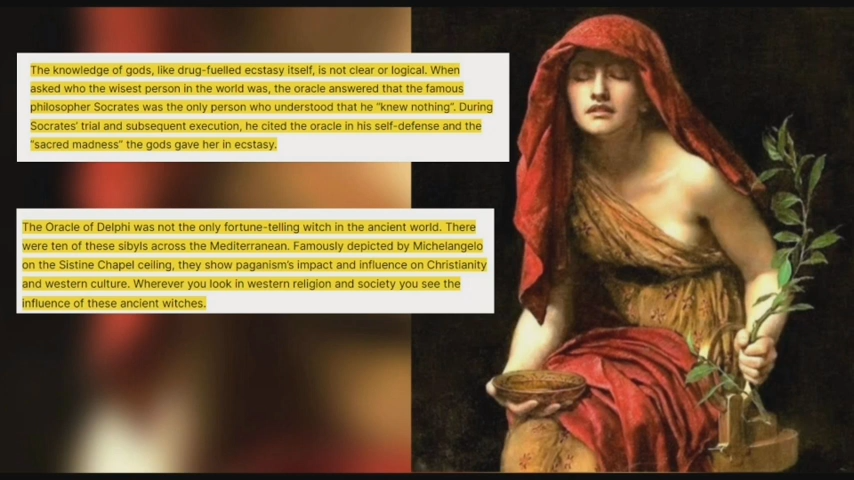 The knowledge of gods, like drug-fuelled ecstasy itself, is not clear or logical. When
asked who the wisest person in the world was, the oracle answered that the famous
philosopher Socrates was the only person who understood that he “knew nothing”. During
Socrates’ trial and subsequent execution, he cited the oracle in his self-defense and the
“sacred madness” the gods gave her in ecstasy.
The Oracle of Delphi was not the only fortune-telling witch in the ancient world. There
were ten of these sibyls across the Mediterranean. Famously depicted by Michelangelo
on the Sistine Chapel ceiling, they show paganism’s impact and influence on Christianity
and western culture. Wherever you look in western religion and society you see the
influence of these ancient witches.